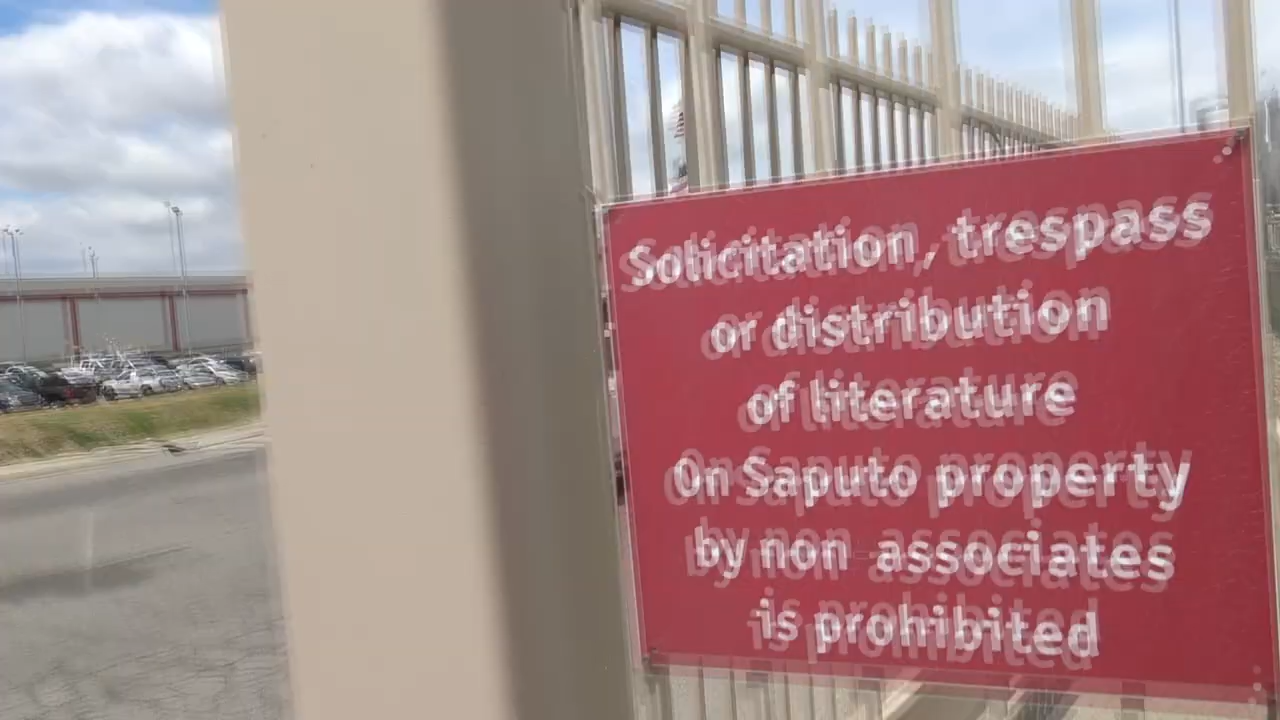 Solicitation, trespass
or distribution
of literature
On Saputo property
by non associates
is prohibited